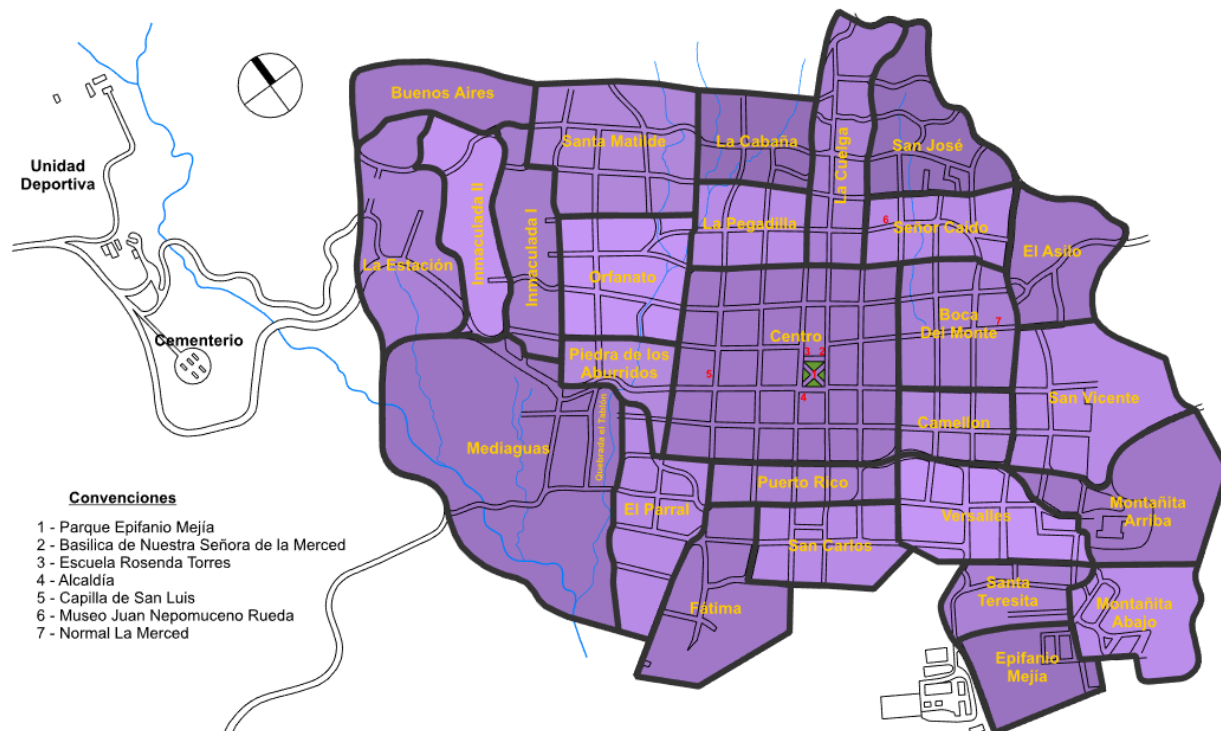 Buenos Aires
Santa Matilde
La Cabaña
La Cuelga
San José
Unidad
Deportiva
Inmaculada II
Inmaculada I
La Pegadilla
6
Señor Caido
El Asilo
La Estación
Orfanato
Boca
Del Monte
7
Centro
3 2
1
4
5
Cementerio
Piedra de los
Aburridos
San Vicente
Camellon
Mediaguas
Quebrada el Tablón
Puerto Rico
El Parral
Versalles
Montañita
Arriba
San Carlos
Santa
Teresita
Fátima
Montañita
Abajo
Epifanio
Mejía
Convenciones
1 - Parque Epifanio Mejía
2 - Basilica de Nuestra Señora de la Merced
3 - Escuela Rosenda Torres
4 - Alcaldía
5 - Capilla de San Luis
6 - Museo Juan Nepomuceno Rueda
7 - Normal La Merced